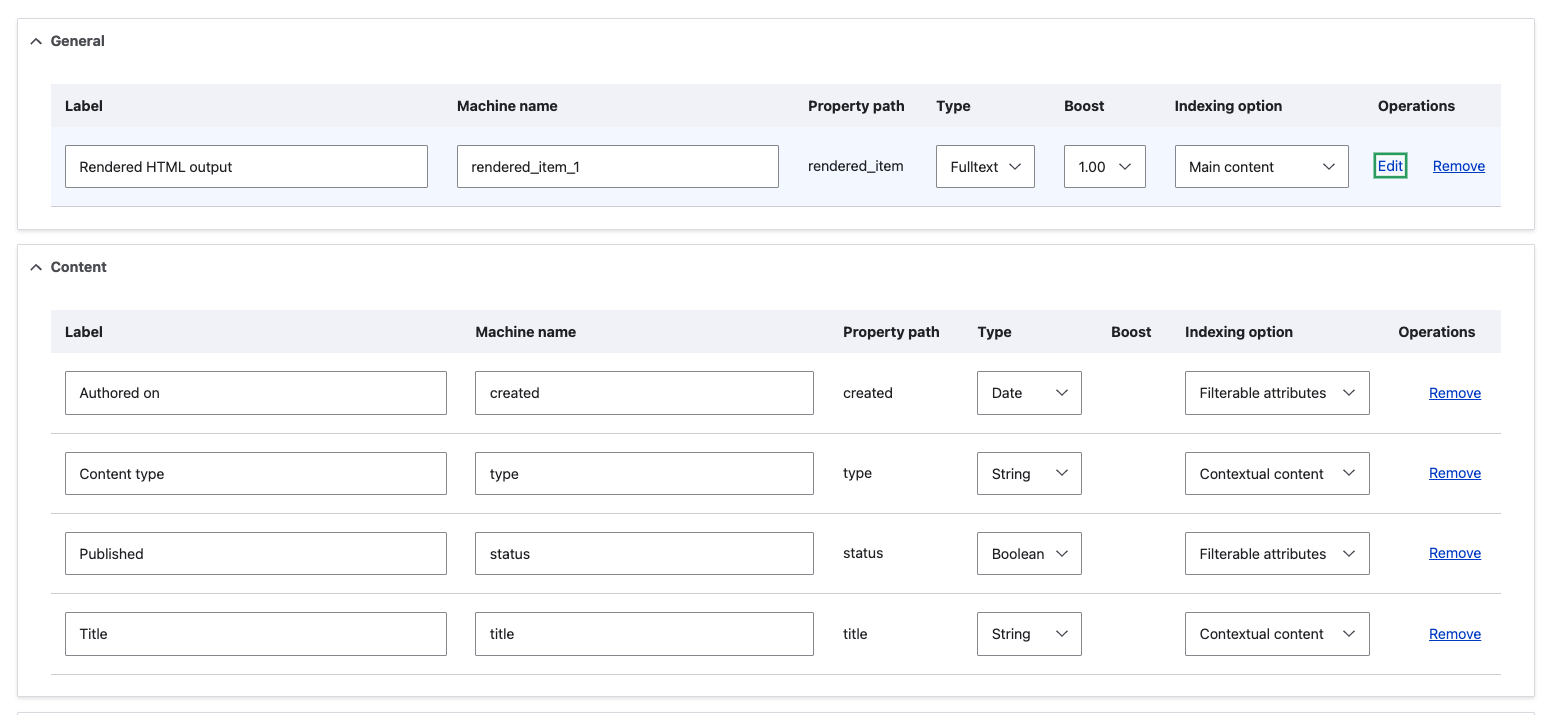 General
Label Machine name Property path Type Boost Indexing option Operations
Rendered HTML output rendered_item_1 rendered_item Fulltext 1.00 Main content Edit Remove
Content
Label Machine name Property path Type Boost Indexing option Operations
Authored on created created Date Filterable attributes Remove
Content type type type String Contextual content Remove
Published status status Boolean Filterable attributes Remove
Title title title String Contextual content Remove